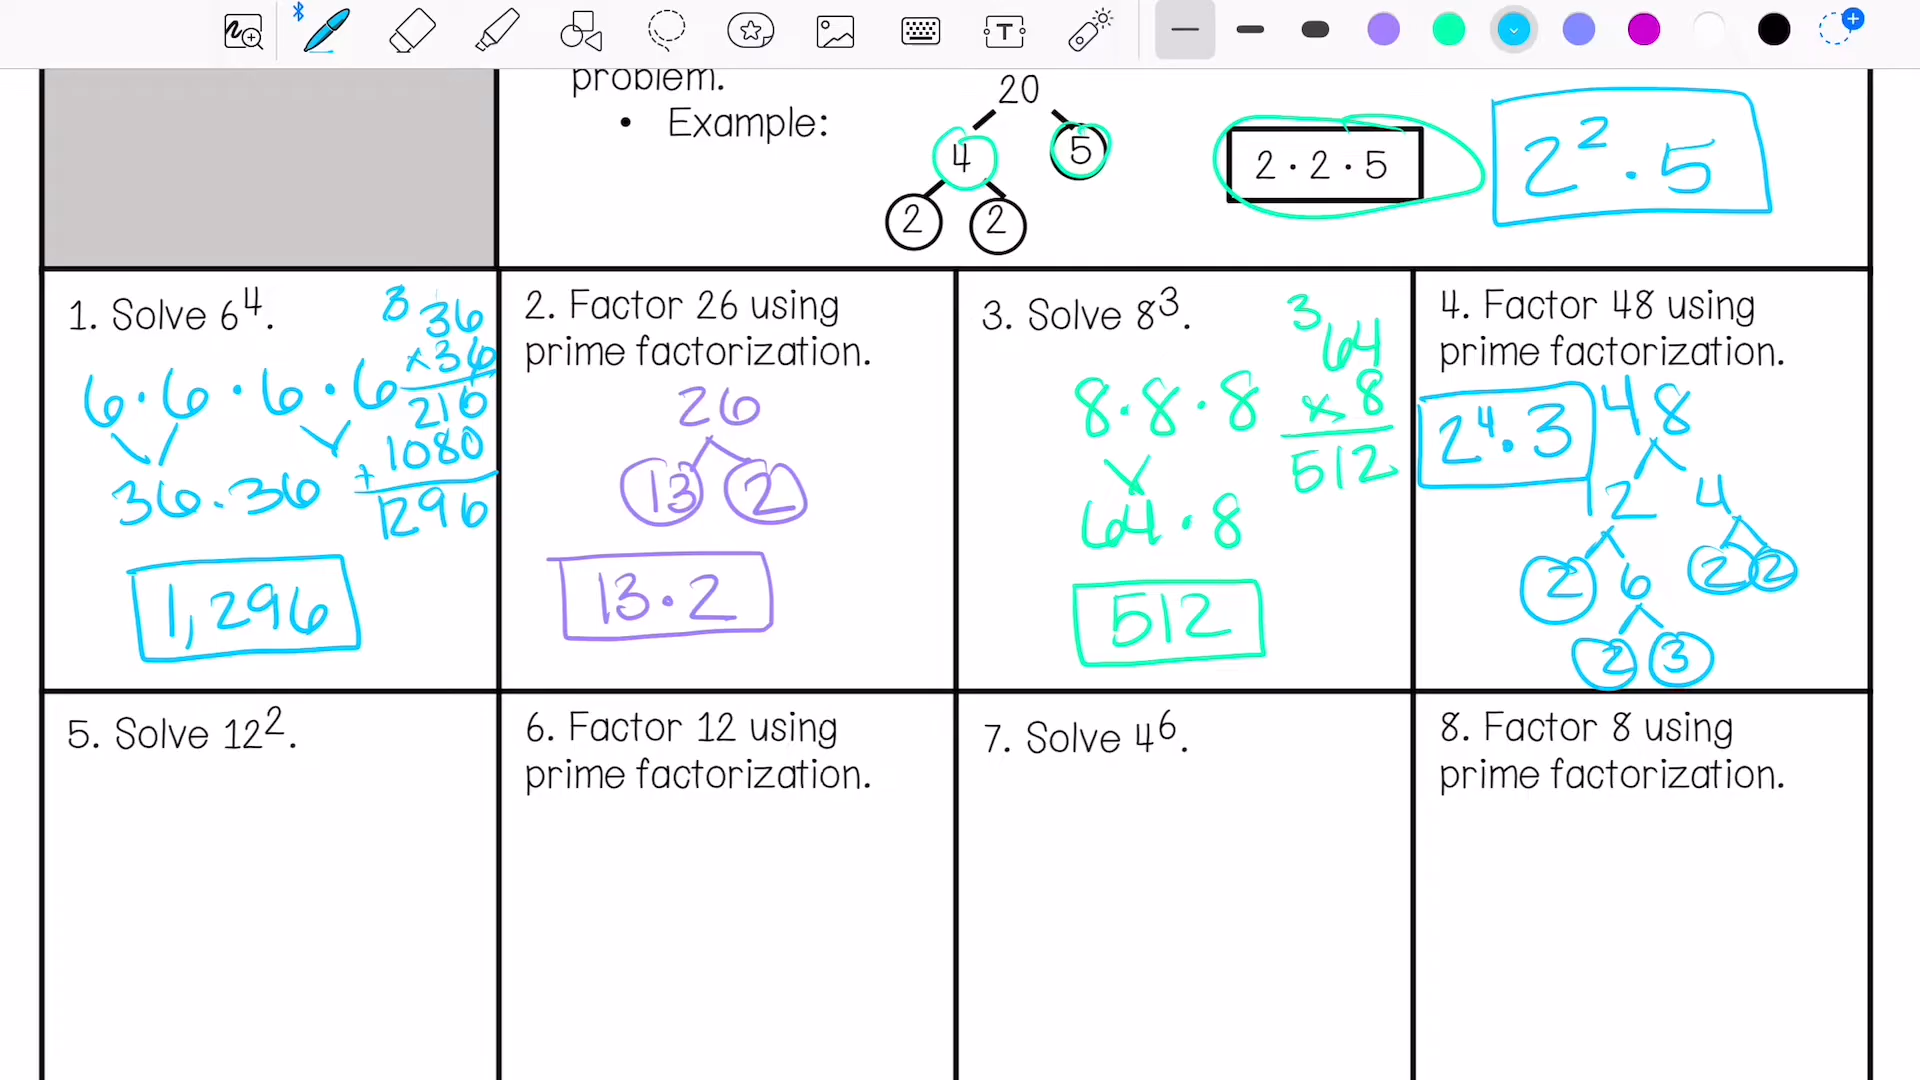 problem.
• Example:
20
4 5
2 2
2 · 2 · 5
2² · 5
1. Solve 6⁴.
3 36
×36
216
1080
+
1296
6 · 6 · 6 · 6
36 · 36
1,296
2. Factor 26 using
prime factorization.
26
13 2
13 · 2
3. Solve 8³.
3
64
× 8
512
8 · 8 · 8
64 · 8
512
4. Factor 48 using
prime factorization.
2⁴ · 3
48
12 4
2 6 2 2
2 3
5. Solve 12².
6. Factor 12 using
prime factorization.
7. Solve 4⁶.
8. Factor 8 using
prime factorization.